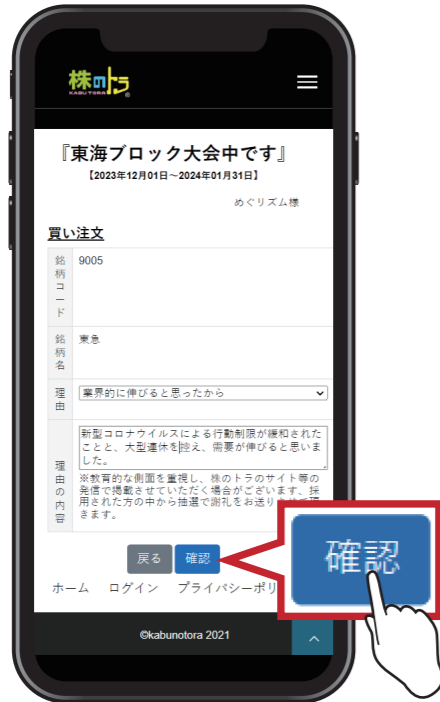 株のトラ
KABUTORA
®
『東海ブロック大会中です』
【2023年12月01日～2024年01月31日】
めぐリズム様
買い注文
銘柄コード
9005
銘柄名
東急
理由
業界的に伸びると思ったから
理由の内容
新型コロナウイルスによる行動制限が緩和された
ことと、大型連休を控え、需要が伸びると思いま
した。
※教育的な側面を重視し、株のトラのサイト等の
発信で掲載させていただく場合がございます、採
用された方の中から抽選で謝礼をお送りさせて頂
きます。
戻る
確認
確認
ホーム ログイン プライバシーポリ
©kabunotora 2021